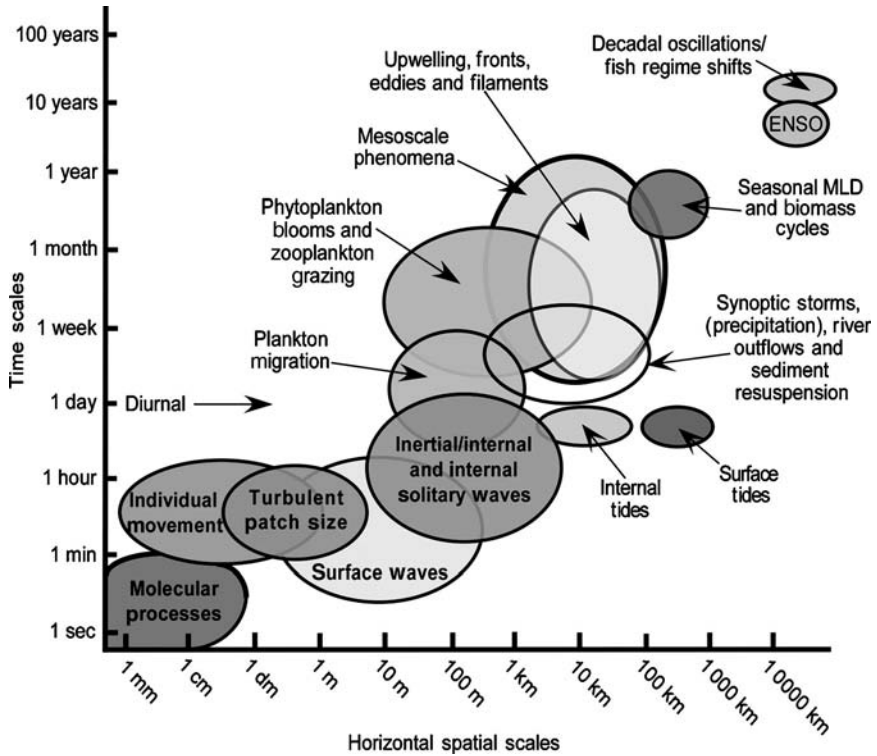 100 years
10 years
1 year
1 month
1 week
1 day
1 hour
1 min
1 sec
Time scales
Decadal oscillations/
fish regime shifts
ENSO
Upwelling, fronts,
eddies and filaments
Mesoscale
phenomena
Seasonal MLD
and biomass
cycles
Phytoplankton
blooms and
zooplankton
grazing
Synoptic storms,
(precipitation), river
outflows and
sediment
resuspension
Plankton
migration
Diurnal
Inertial/internal
and internal
solitary waves
Internal
tides
Surface
tides
Individual
movement
Turbulent
patch size
Surface waves
Molecular
processes
1 mm
1 cm
1 dm
1 m
10 m
100 m
1 km
10 km
100 km
1 000 km
1 0000 km
Horizontal spatial scales